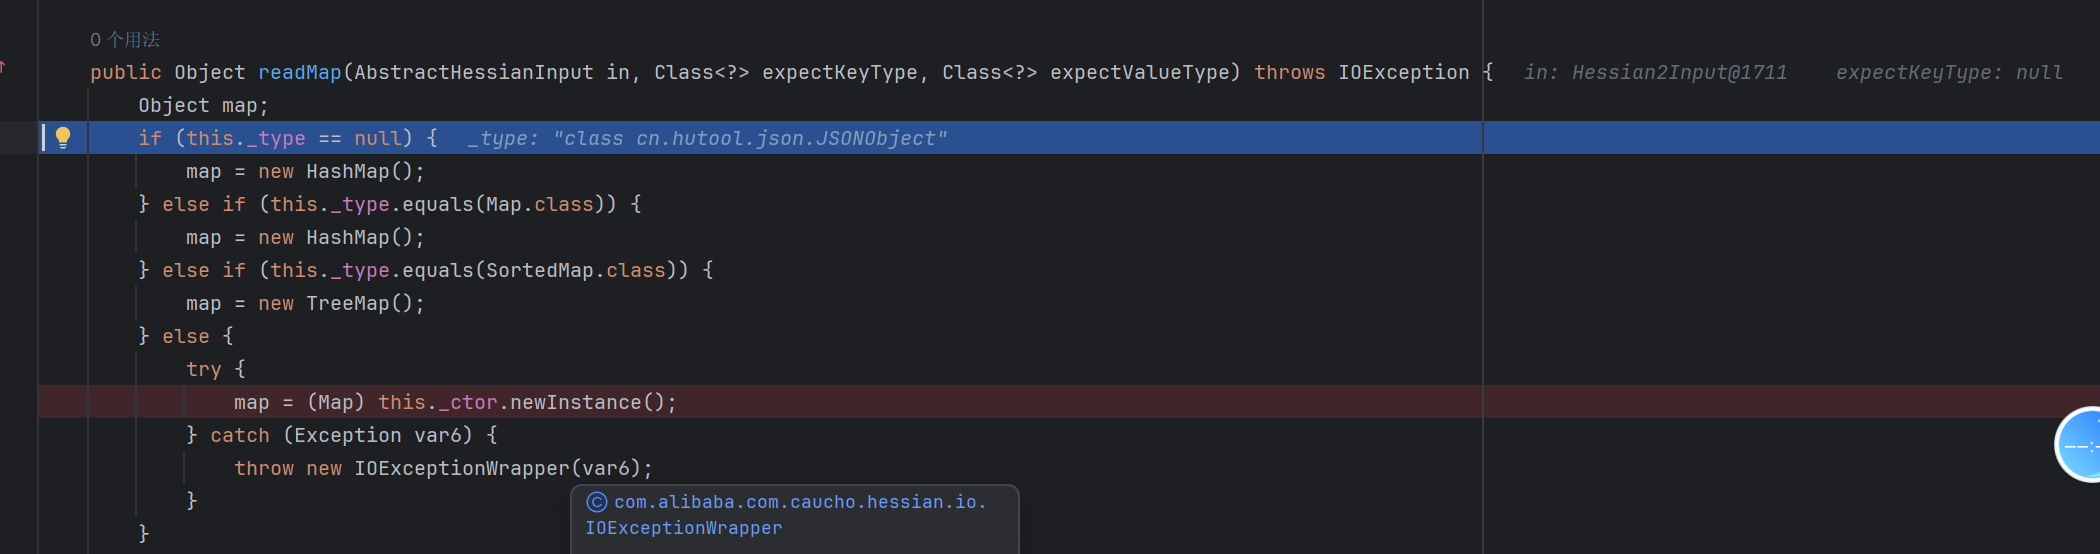 0 个用法
public Object readMap(AbstractHessianInput in, Class<?> expectKeyType, Class<?> expectValueType) throws IOException { in: Hessian2Input@1711 expectKeyType: null
Object map;
if (this._type == null) { _type: "class cn.hutool.json.JSONObject"
map = new HashMap();
} else if (this._type.equals(Map.class)) {
map = new HashMap();
} else if (this._type.equals(SortedMap.class)) {
map = new TreeMap();
} else {
try {
map = (Map) this._ctor.newInstance();
} catch (Exception var6) {
throw new IOExceptionWrapper(var6);
}
com.alibaba.com.caucho.hessian.io.
IOExceptionWrapper
}